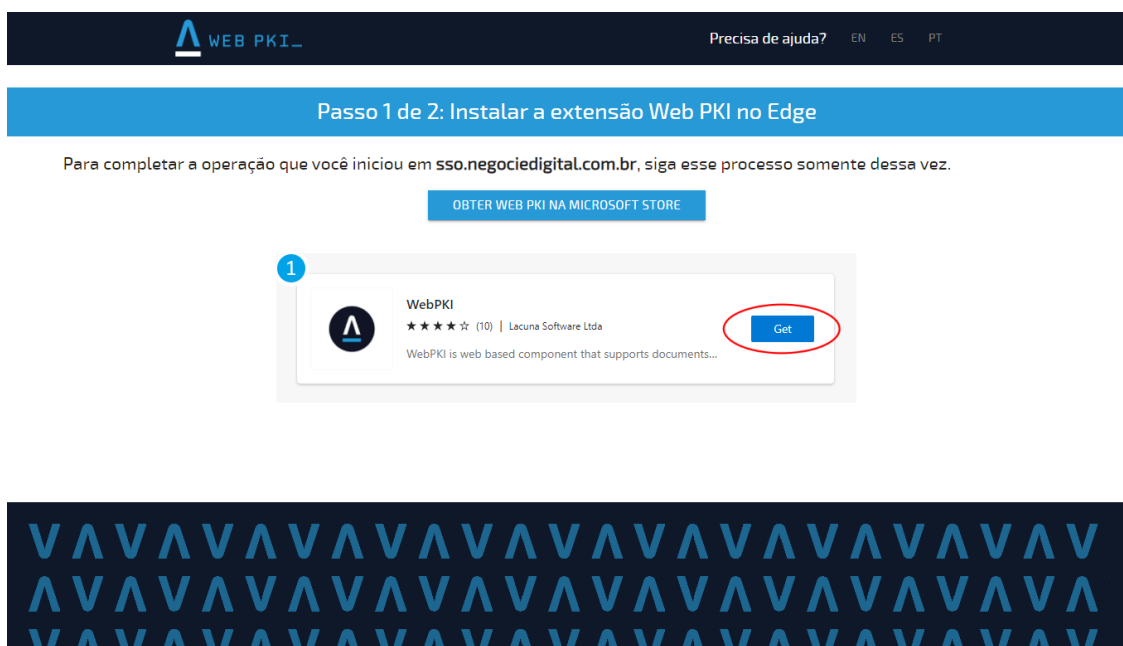 WEB PKI_
Precisa de ajuda? EN ES PT
Passo 1 de 2: Instalar a extensão Web PKI no Edge
Para completar a operação que você iniciou em sso.negociedigital.com.br, siga esse processo somente dessa vez.
OBTER WEB PKI NA MICROSOFT STORE
1
WebPKI
★★★★☆ (10) | Lacuna Software Ltda
Get
WebPKI is web based component that supports documents...